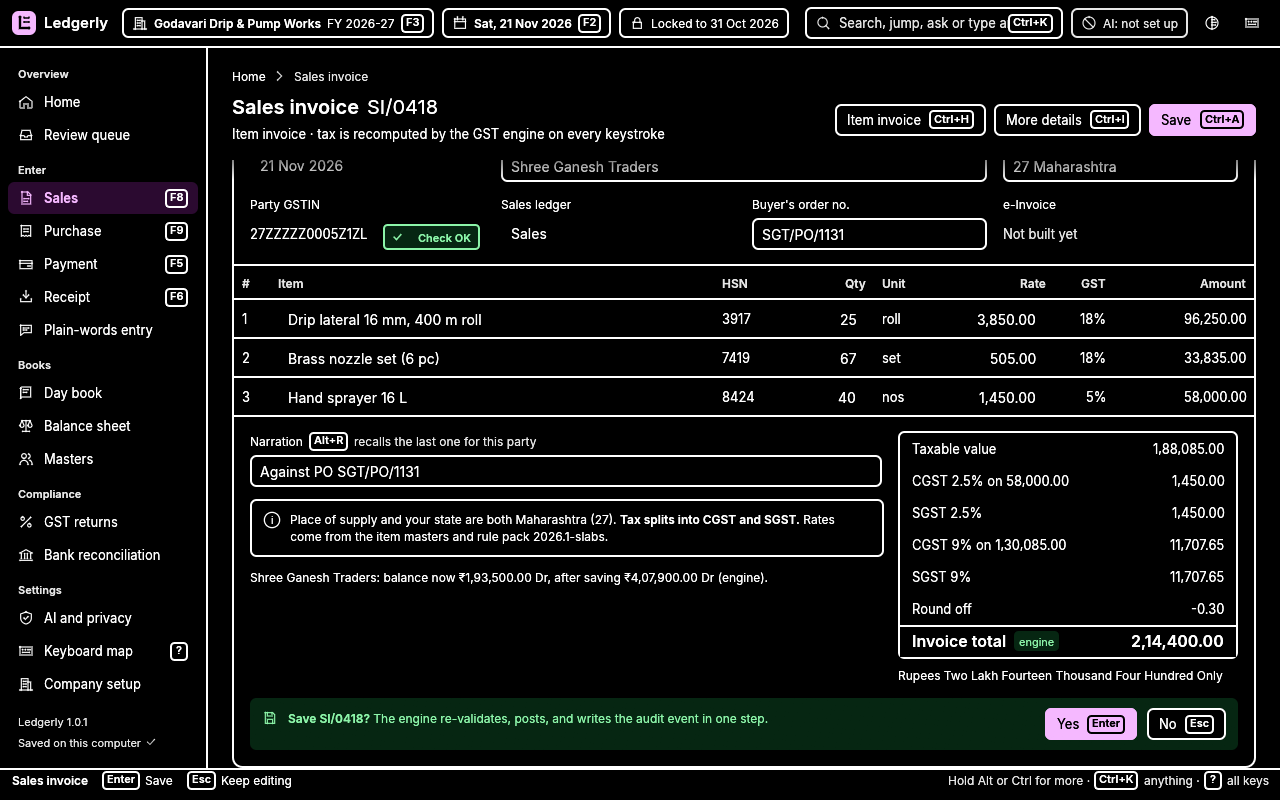 Ledgerly
Godavari Drip & Pump Works FY 2026-27 F3
Sat, 21 Nov 2026 F2
Locked to 31 Oct 2026
Search, jump, ask or type a Ctrl+K
AI: not set up
Overview
Home
Review queue
Enter
Sales F8
Purchase F9
Payment F5
Receipt F6
Plain-words entry
Books
Day book
Balance sheet
Masters
Compliance
GST returns
Bank reconciliation
Settings
AI and privacy
Keyboard map ?
Company setup
Ledgerly 1.0.1
Saved on this computer
Home Sales invoice
Sales invoice SI/0418
Item invoice · tax is recomputed by the GST engine on every keystroke
Item invoice Ctrl+H
More details Ctrl+I
Save Ctrl+A
21 Nov 2026 Shree Ganesh Traders 27 Maharashtra
Party GSTIN Sales ledger Buyer's order no. e-Invoice
27ZZZZZ0005Z1ZL Check OK Sales SGT/PO/1131 Not built yet
# Item HSN Qty Unit Rate GST Amount
1 Drip lateral 16 mm, 400 m roll 3917 25 roll 3,850.00 18% 96,250.00
2 Brass nozzle set (6 pc) 7419 67 set 505.00 18% 33,835.00
3 Hand sprayer 16 L 8424 40 nos 1,450.00 5% 58,000.00
Narration Alt+R recalls the last one for this party
Against PO SGT/PO/1131
Place of supply and your state are both Maharashtra (27). Tax splits into CGST and SGST. Rates
come from the item masters and rule pack 2026.1-slabs.
Shree Ganesh Traders: balance now ₹1,93,500.00 Dr, after saving ₹4,07,900.00 Dr (engine).
Taxable value 1,88,085.00
CGST 2.5% on 58,000.00 1,450.00
SGST 2.5% 1,450.00
CGST 9% on 1,30,085.00 11,707.65
SGST 9% 11,707.65
Round off -0.30
Invoice total engine 2,14,400.00
Rupees Two Lakh Fourteen Thousand Four Hundred Only
Save SI/0418? The engine re-validates, posts, and writes the audit event in one step.
Yes Enter
No Esc
Sales invoice Enter Save Esc Keep editing
Hold Alt or Ctrl for more · Ctrl+K anything · ? all keys